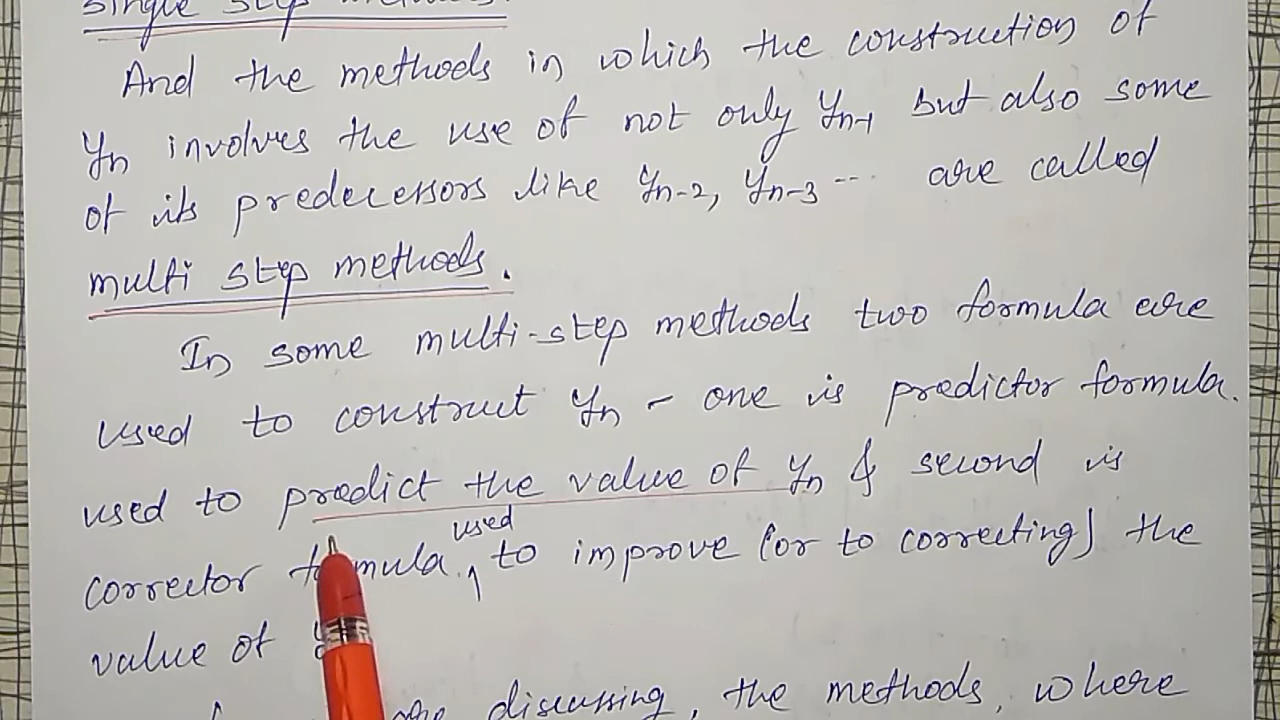 single step methods.
And the methods in which the construction of
yn involves the use of not only yn-1 but also some
of its predecessors like yn-2, yn-3 --- are called
multi step methods.
In some multi-step methods two formula are
used to construct yn - one is predictor formula.
used to predict the value of yn & second is
corrector formula used to improve (or to correcting) the
value of
discussing, the methods, where